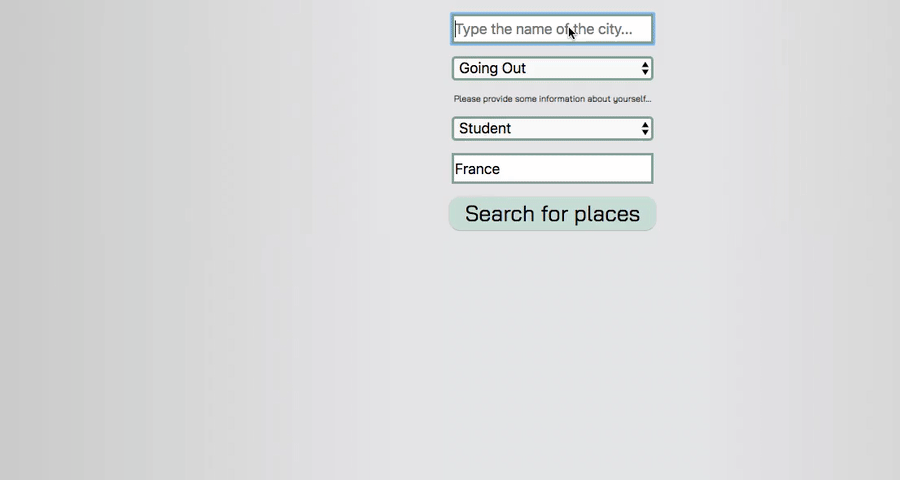 Type the name of the city...
Going Out
Please provide some information about yourself...
Student
France
Search for places